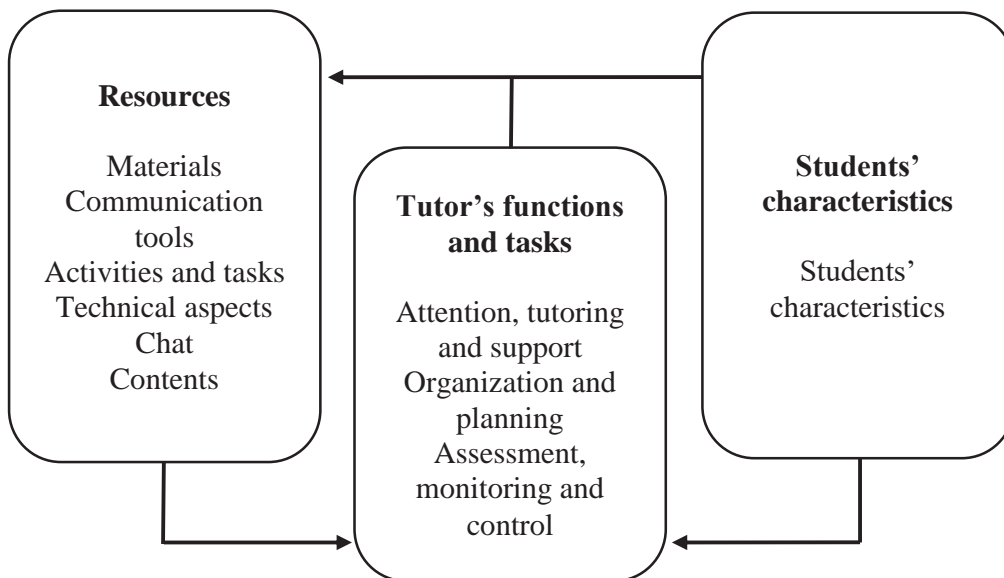 Resources
Materials
Communication
tools
Activities and tasks
Technical aspects
Chat
Contents
Tutor’s functions
and tasks
Attention, tutoring
and support
Organization and
planning
Assessment,
monitoring and
control
Students’
characteristics
Students’
characteristics